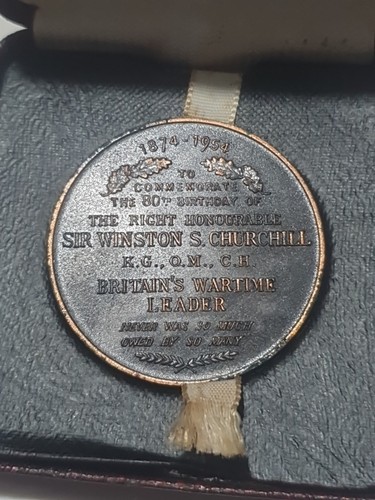 1874-1954
TO
COMMEMORATE
THE 80TH BIRTHDAY OF
THE RIGHT HONOURABLE
SIR WINSTON S. CHURCHILL
K.G., O.M., C.H
BRITAIN'S WARTIME
LEADER
NEVER WAS SO MUCH
OWED BY SO MANY